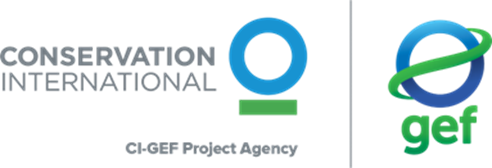 CONSERVATION
INTERNATIONAL
CI-GEF Project Agency
gef